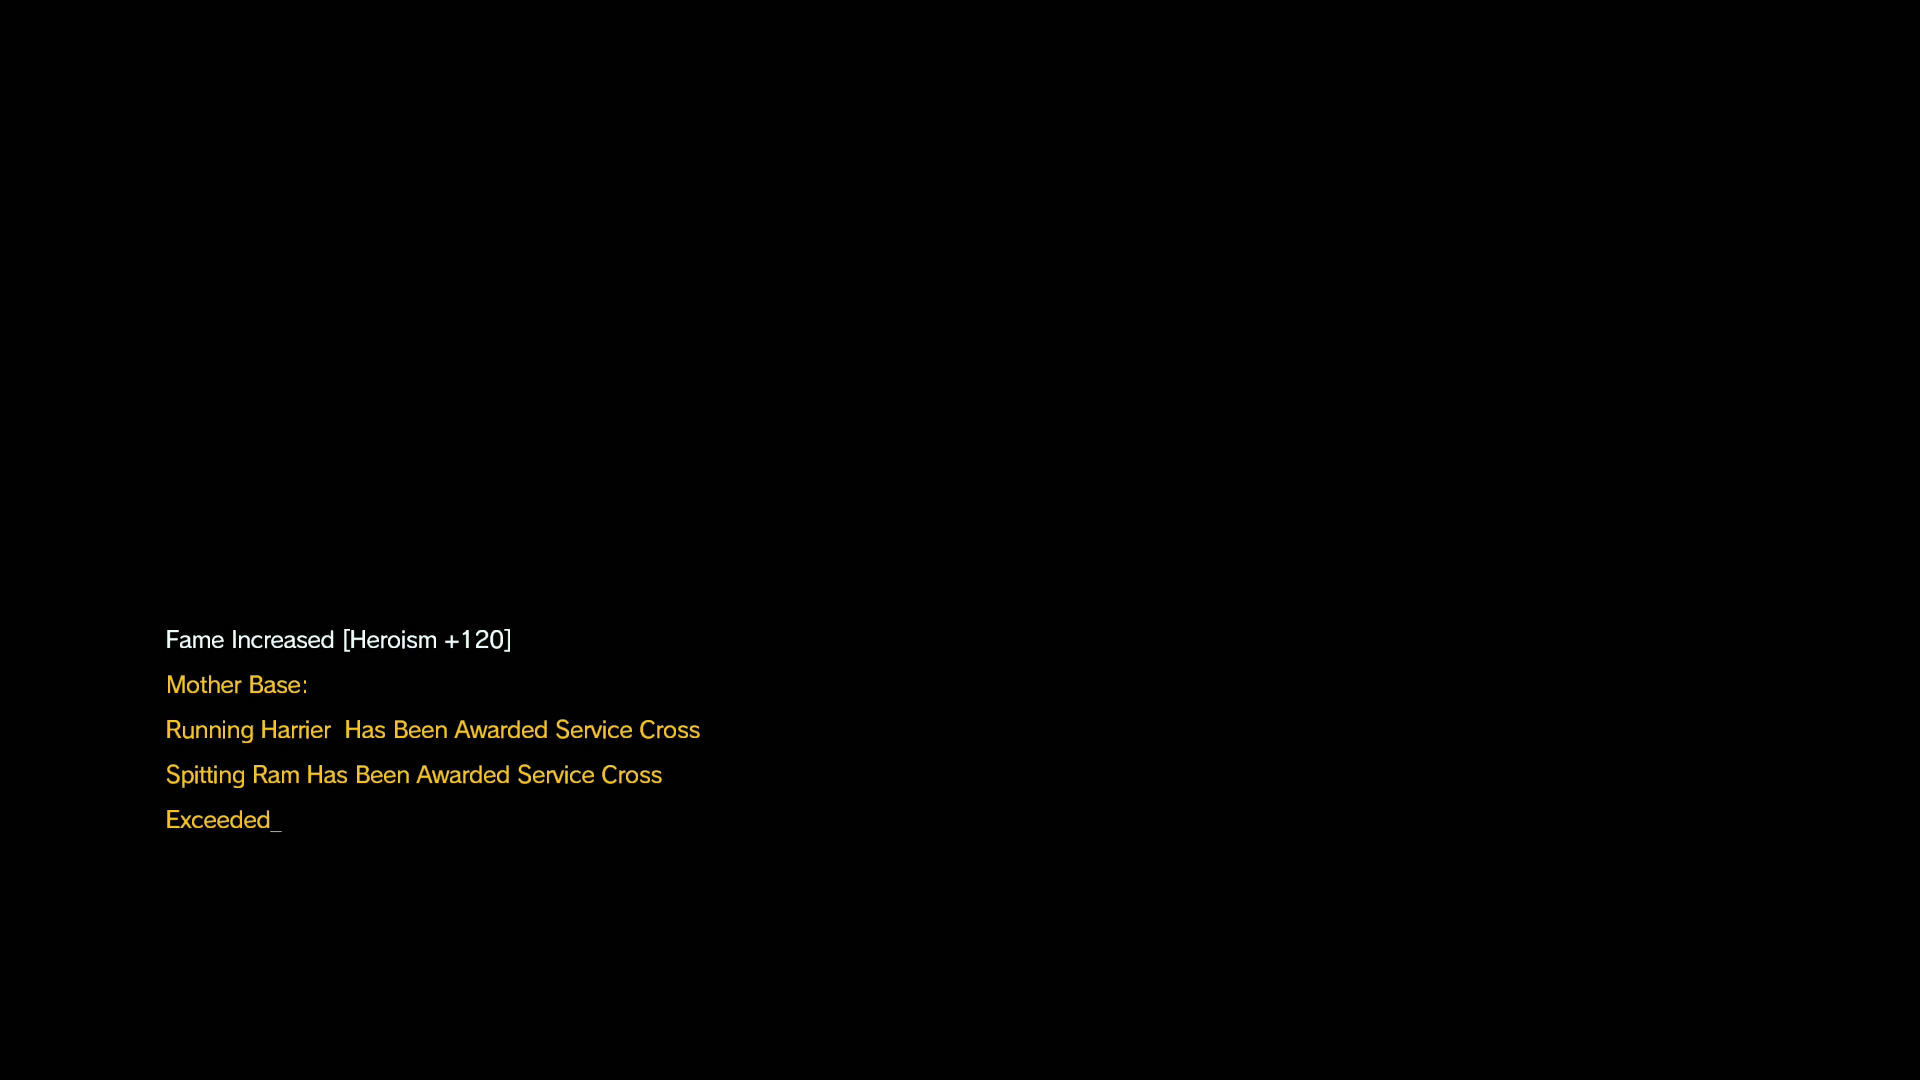 Fame Increased [Heroism +120]
Mother Base:
Running Harrier  Has Been Awarded Service Cross
Spitting Ram Has Been Awarded Service Cross
Exceeded_